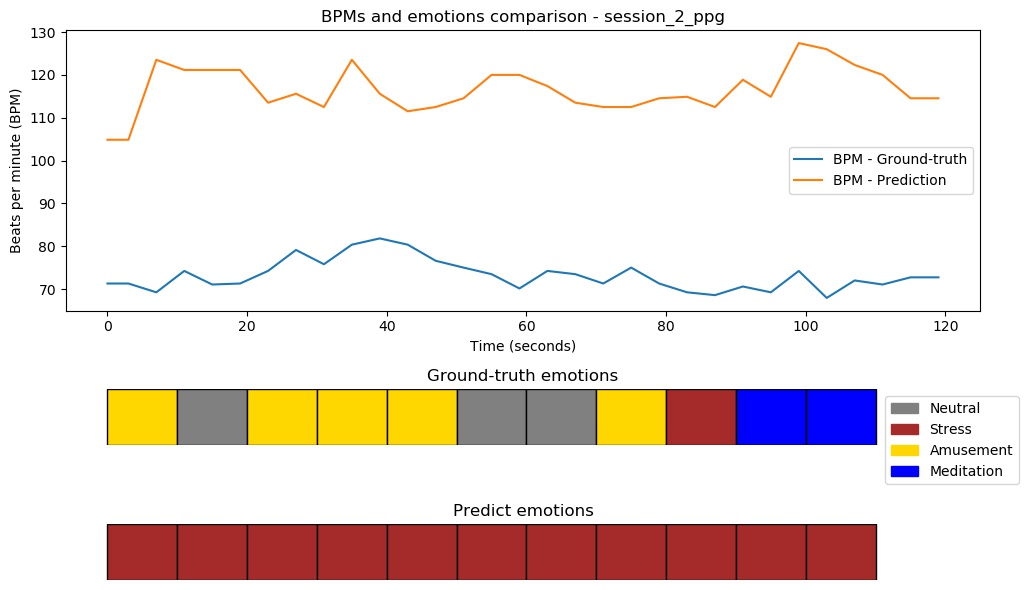 BPMs and emotions comparison - session_2_ppg
Beats per minute (BPM)
130
120
110
100
90
80
70
BPM - Ground-truth
BPM - Prediction
0 20 40 60 80 100 120
Time (seconds)
Ground-truth emotions
Neutral
Stress
Amusement
Meditation
Predict emotions